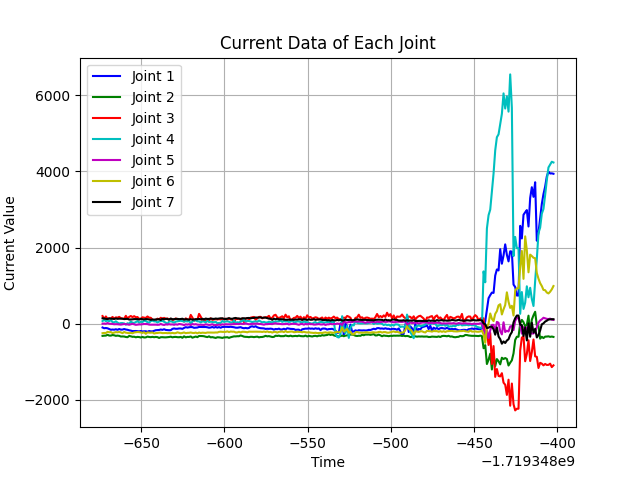 Current Data of Each Joint
Joint 1
Joint 2
Joint 3
Joint 4
Joint 5
Joint 6
Joint 7
6000
4000
2000
0
−2000
Current Value
−650 −600 −550 −500 −450 −400
Time
−1.719348e9